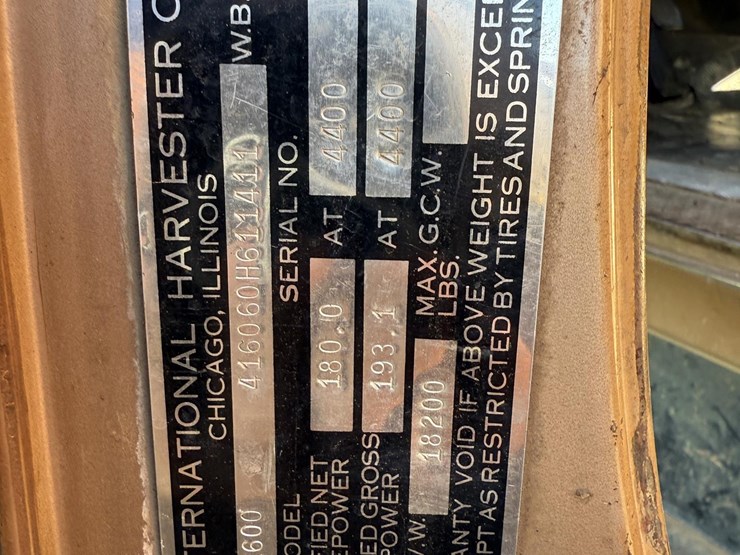 TERNATIONAL HARVESTER C
CHICAGO, ILLINOIS W.B.
600 416060H611411
ODEL SERIAL NO.
FIED NET
EPOWER 180.0 AT 4400
ED GROSS
POWER 193.1 AT 4400
/.W. 18200 MAX. G.C.W.
LBS.
ANTY VOID IF ABOVE WEIGHT IS EXCE
PT AS RESTRICTED BY TIRES AND SPRIN